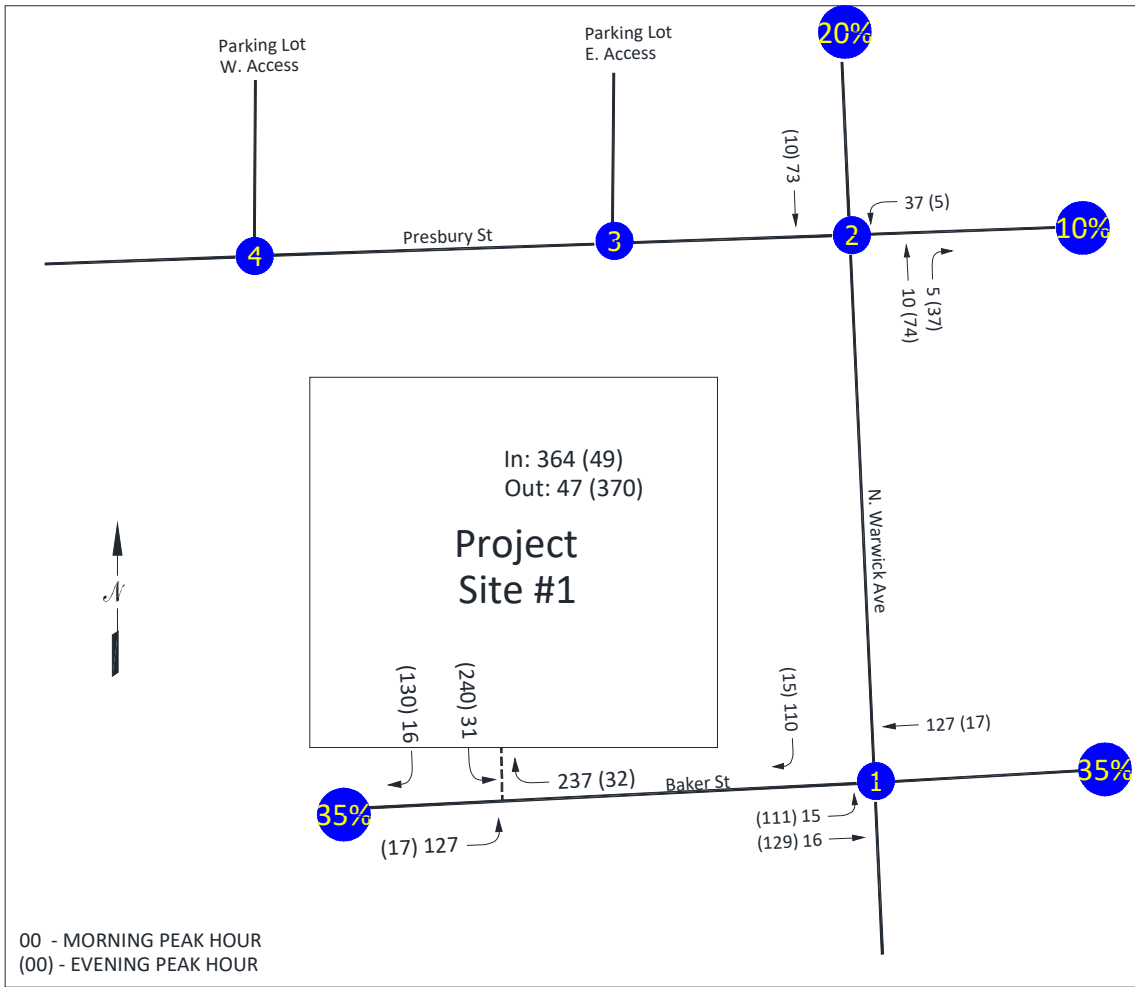 20%
Parking Lot
W. Access
Parking Lot
E. Access
(10) 73
37 (5)
Presbury St
4
3
2
10%
10 (74)
5 (37)
In: 364 (49)
Out: 47 (370)
Project
Site #1
N
N. Warwick Ave
(130) 16
(240) 31
(15) 110
127 (17)
237 (32)
Baker St
1
35%
35%
(17) 127
(111) 15
(129) 16
00 - MORNING PEAK HOUR
(00) - EVENING PEAK HOUR